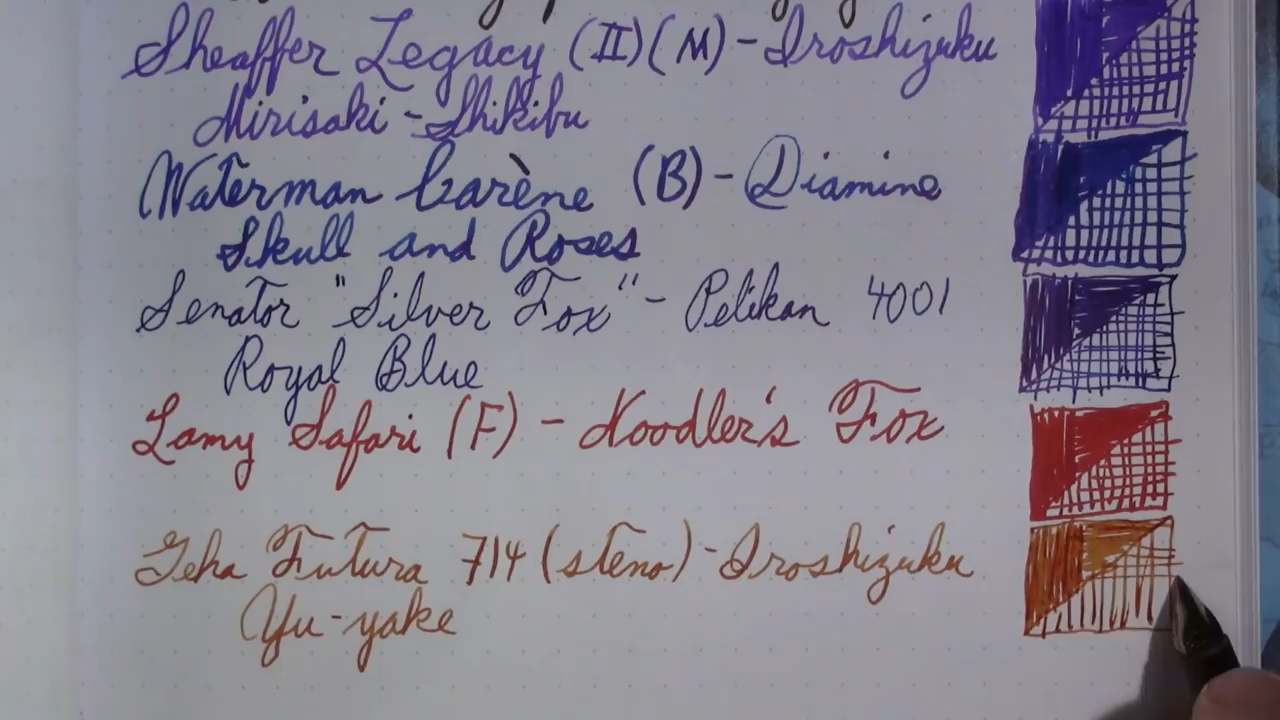 Sheaffer Legacy (II)(M) - Iroshizuku
Mirisaki - Shikibu
Waterman Carène (B) - Diamine
Skull and Roses
Senator "Silver Fox" - Pelikan 4001
Royal Blue
Lamy Safari (F) - Noodler's Fox
Geha Futura 714 (steno) - Iroshizuku
Yu-yake